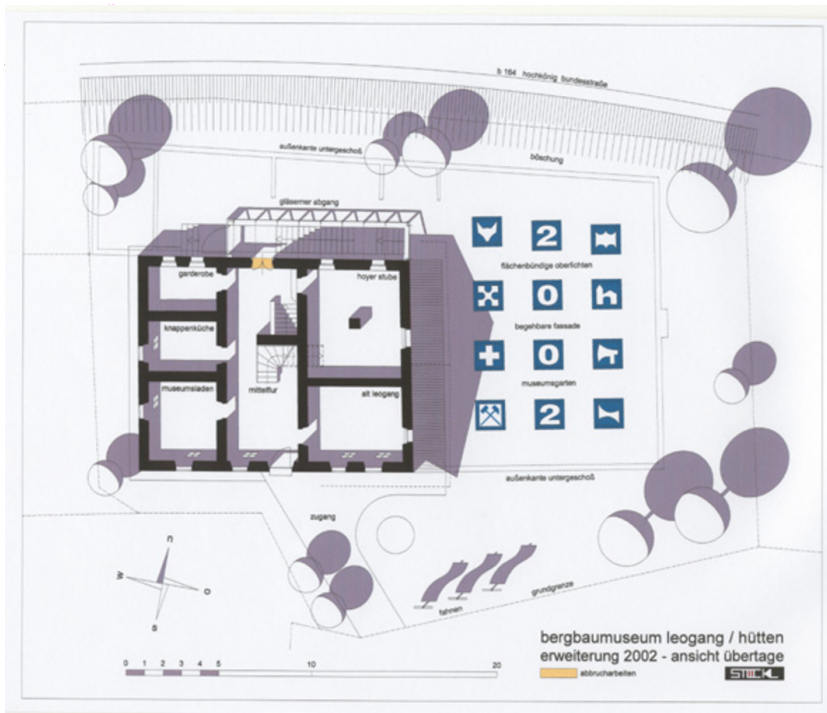 b 164 hochkönig bundesstraße
außenkante untergeschoß
böschung
gläserner abgang
garderobe
hoyer stube
2
flächenbündige oberlichten
knappenküche
0
begehbare fassade
0
museumsladen
mittelflur
alt leogang
museumsgarten
2
außenkante untergeschoß
zugang
n
w
o
s
fahnen
grundgrenze
bergbaumuseum leogang / hütten
erweiterung 2002 - ansicht übertage
abbrucharbeiten
STÖCKL
0 1 2 3 4 5 10 20